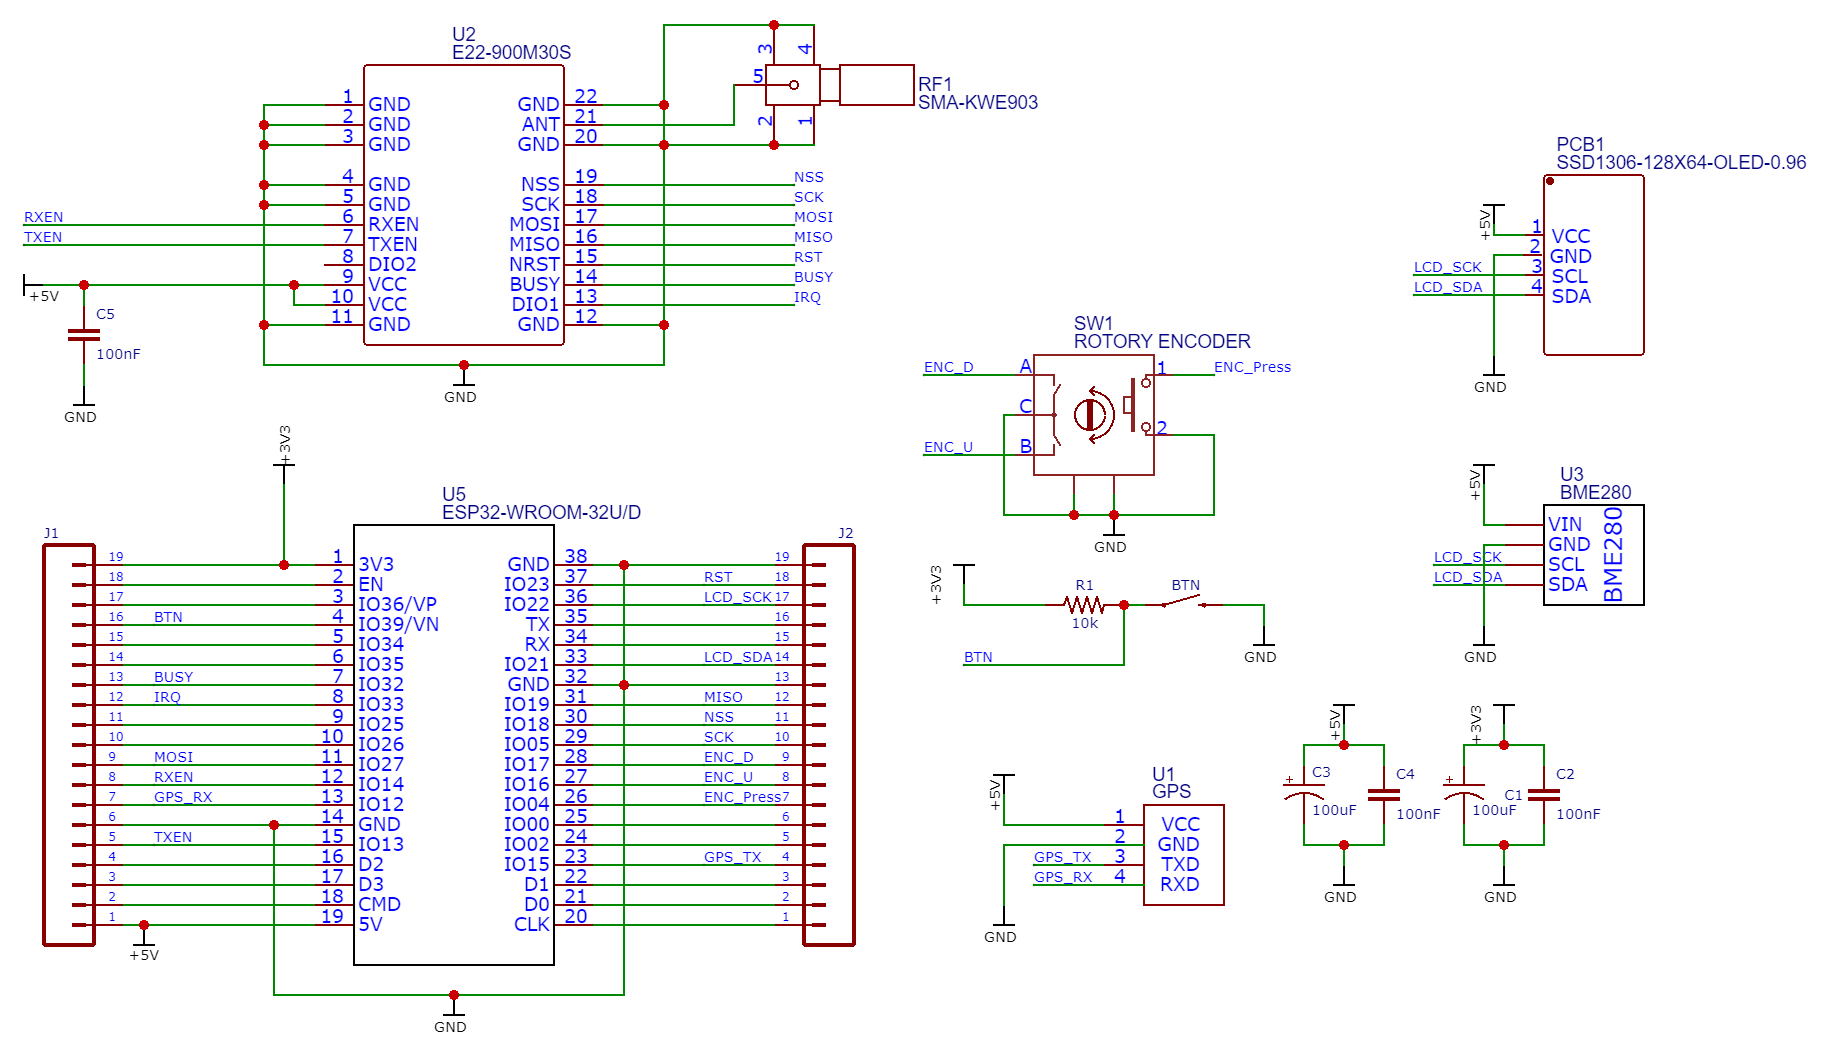 U2
E22-900M30S
1 GND
2 GND
3 GND
4 GND
5 GND
6 RXEN
7 TXEN
8 DIO2
9 VCC
10 VCC
11 GND
GND 22
ANT 21
GND 20
NSS 19
SCK 18
MOSI 17
MISO 16
NRST 15
BUSY 14
DIO1 13
GND 12
RXEN
TXEN
+5V
C5
100nF
GND
GND
NSS
SCK
MOSI
MISO
RST
BUSY
IRQ
3 4
5
2 1
RF1
SMA-KWE903
PCB1
SSD1306-128X64-OLED-0.96
+5V
1 VCC
2 GND
3 SCL
4 SDA
LCD_SCK
LCD_SDA
GND
SW1
ROTORY ENCODER
ENC_D A
C
ENC_U B
1 ENC_Press
2
GND
U3
BME280
+5V
VIN
GND
SCL
SDA
BME280
LCD_SCK
LCD_SDA
GND
+3V3
U5
ESP32-WROOM-32U/D
J1
19
18
17
16 BTN
15
14
13 BUSY
12 IRQ
11
10
9 MOSI
8 RXEN
7 GPS_RX
6
5 TXEN
4
3
2
1
+5V
1 3V3
2 EN
3 IO36/VP
4 IO39/VN
5 IO34
6 IO35
7 IO32
8 IO33
9 IO25
10 IO26
11 IO27
12 IO14
13 IO12
14 GND
15 IO13
16 D2
17 D3
18 CMD
19 5V
GND 38
IO23 37
IO22 36
TX 35
RX 34
IO21 33
GND 32
IO19 31
IO18 30
IO05 29
IO17 28
IO16 27
IO04 26
IO00 25
IO02 24
IO15 23
D1 22
D0 21
CLK 20
J2
19
RST 18
LCD_SCK 17
16
15
LCD_SDA 14
13
MISO 12
NSS 11
SCK 10
ENC_D 9
ENC_U 8
ENC_Press 7
6
5
GPS_TX 4
3
2
1
GND
+3V3
R1
10k
BTN
BTN
GND
U1
GPS
+5V
1 VCC
2 GND
3 TXD
4 RXD
GPS_TX
GPS_RX
GND
+5V
+
C3
100uF
C4
100nF
GND
+3V3
+
C1
100uF
C2
100nF
GND